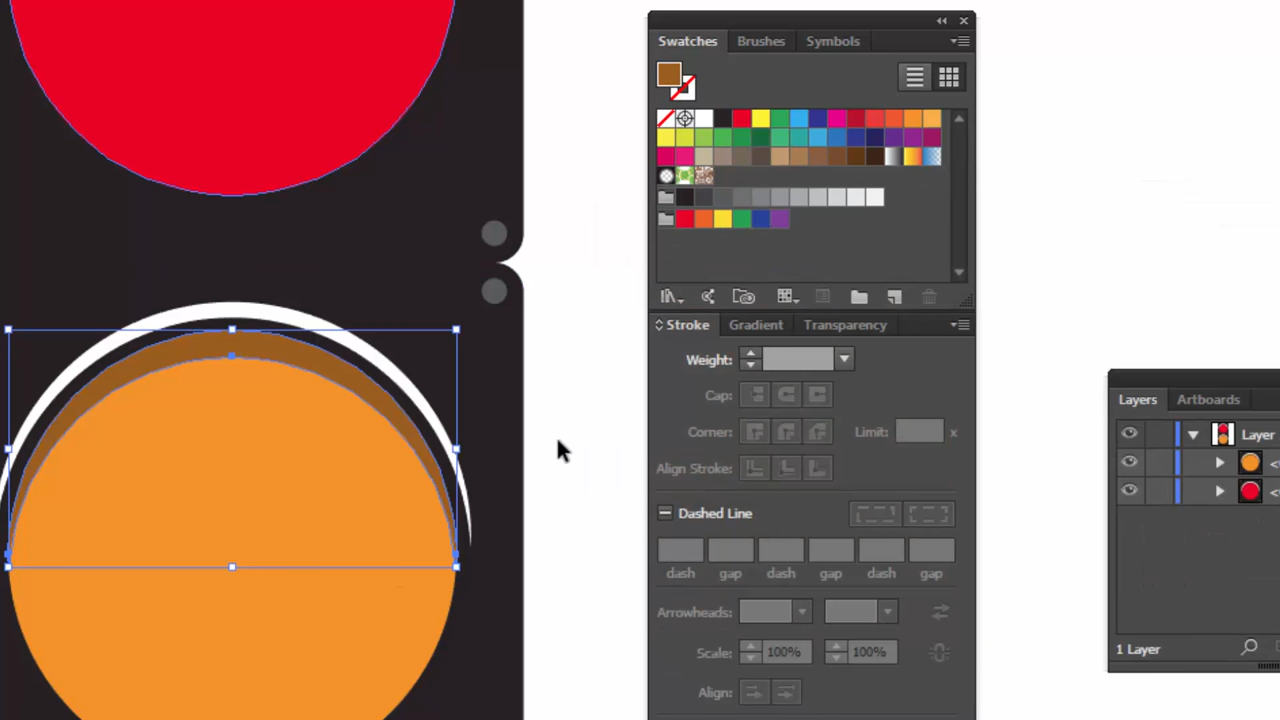 Swatches Brushes Symbols
Stroke Gradient Transparency
Weight:
Cap:
Corner: Limit: x
Align Stroke:
Dashed Line
dash gap dash gap dash gap
Arrowheads:
Scale: 100% 100%
Align:
Layers Artboards
Layer
1 Layer